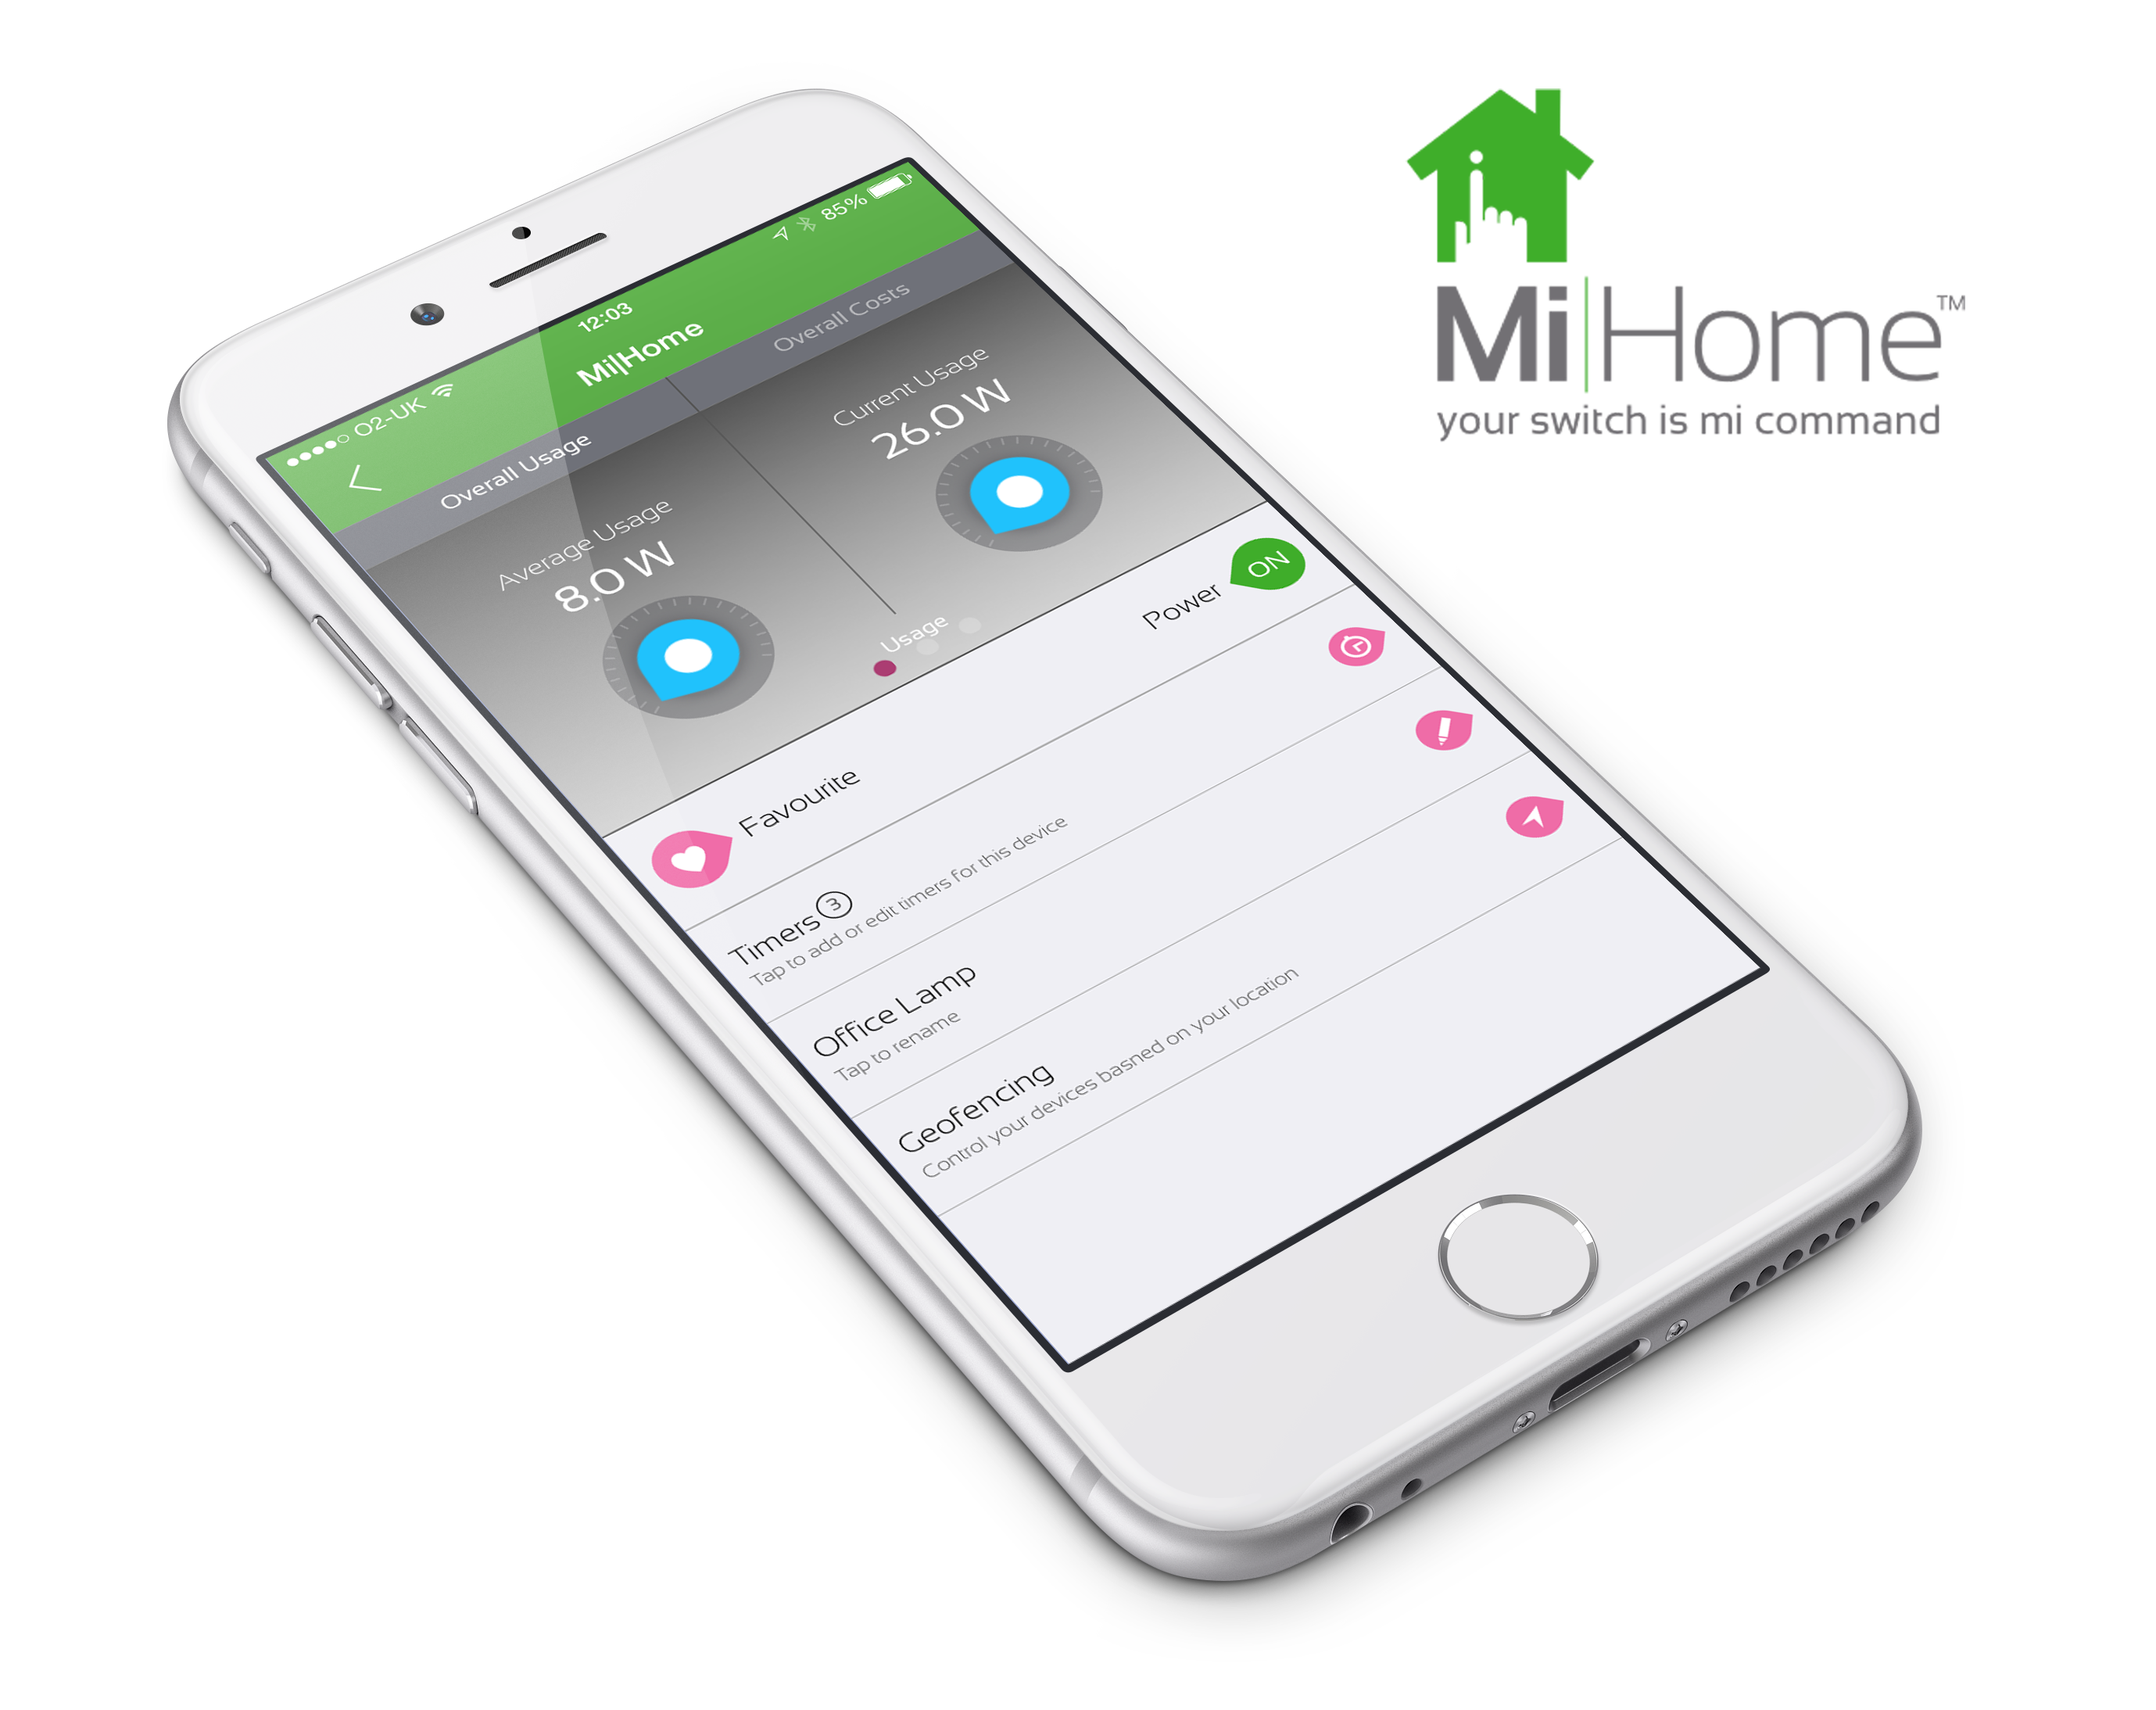 O2-UK
12:03
85%
Mi|Home
Overall Usage
Overall Costs
Average Usage
8.0 W
Current Usage
26.0 W
Usage
Favourite
Power
ON
Timers 3
Tap to add or edit timers for this device
Office Lamp
Tap to rename
Geofencing
Control your devices basned on your location
Mi|Home™
your switch is mi command